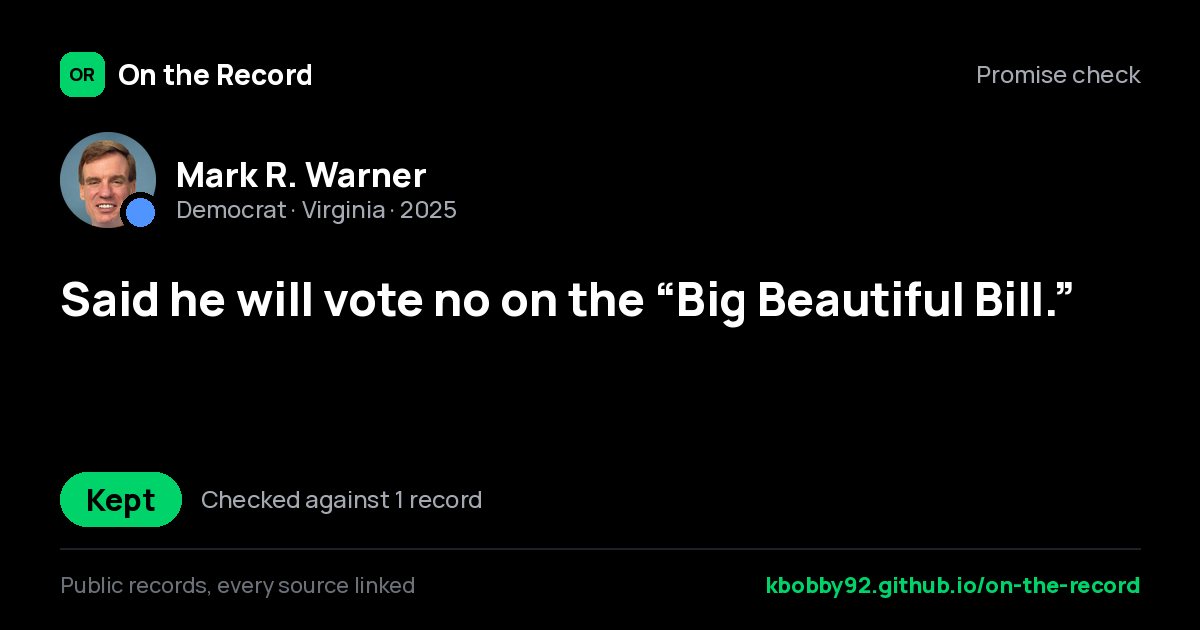 OR On the Record
Promise check
Mark R. Warner
Democrat · Virginia · 2025
Said he will vote no on the “Big Beautiful Bill.”
Kept
Checked against 1 record
Public records, every source linked
kbobby92.github.io/on-the-record